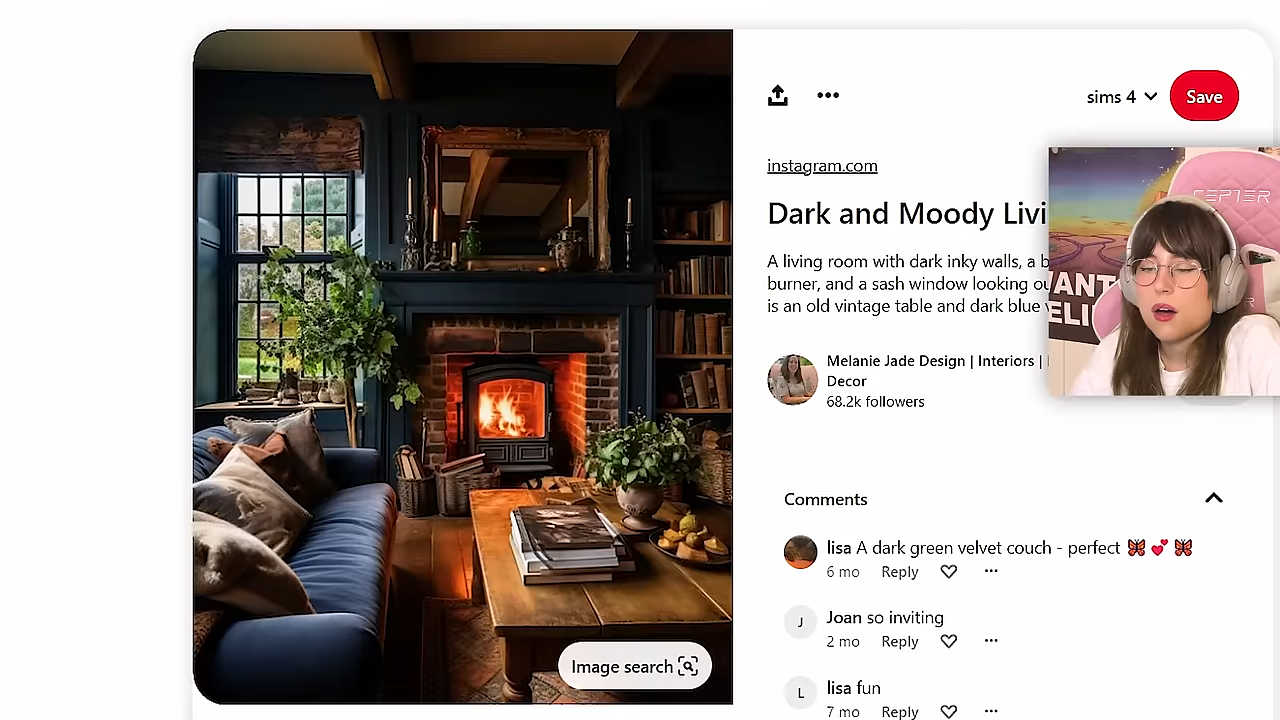 sims 4
Save
instagram.com
Dark and Moody Livi
A living room with dark inky walls, a b
burner, and a sash window looking ou
is an old vintage table and dark blue
Melanie Jade Design | Interiors |
Decor
68.2k followers
CEPTER
WANT
ELI
Comments
lisa A dark green velvet couch - perfect 🦋 💕 🦋
6 mo Reply
J
Joan so inviting
2 mo Reply
L
lisa fun
7 mo Reply
Image search